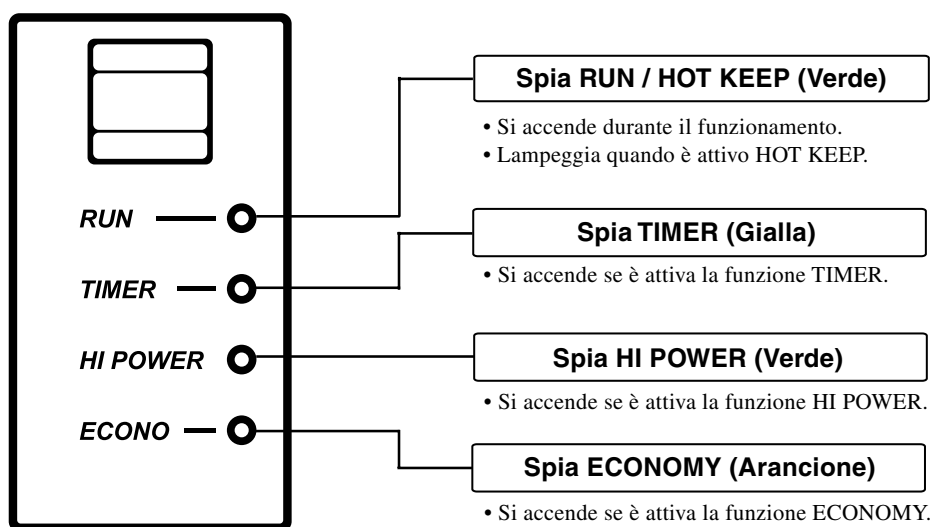 Spia RUN / HOT KEEP (Verde)
• Si accende durante il funzionamento.
• Lampeggia quando è attivo HOT KEEP.
RUN
Spia TIMER (Gialla)
• Si accende se è attiva la funzione TIMER.
TIMER
Spia HI POWER (Verde)
HI POWER
• Si accende se è attiva la funzione HI POWER.
ECONO
Spia ECONOMY (Arancione)
• Si accende se è attiva la funzione ECONOMY.